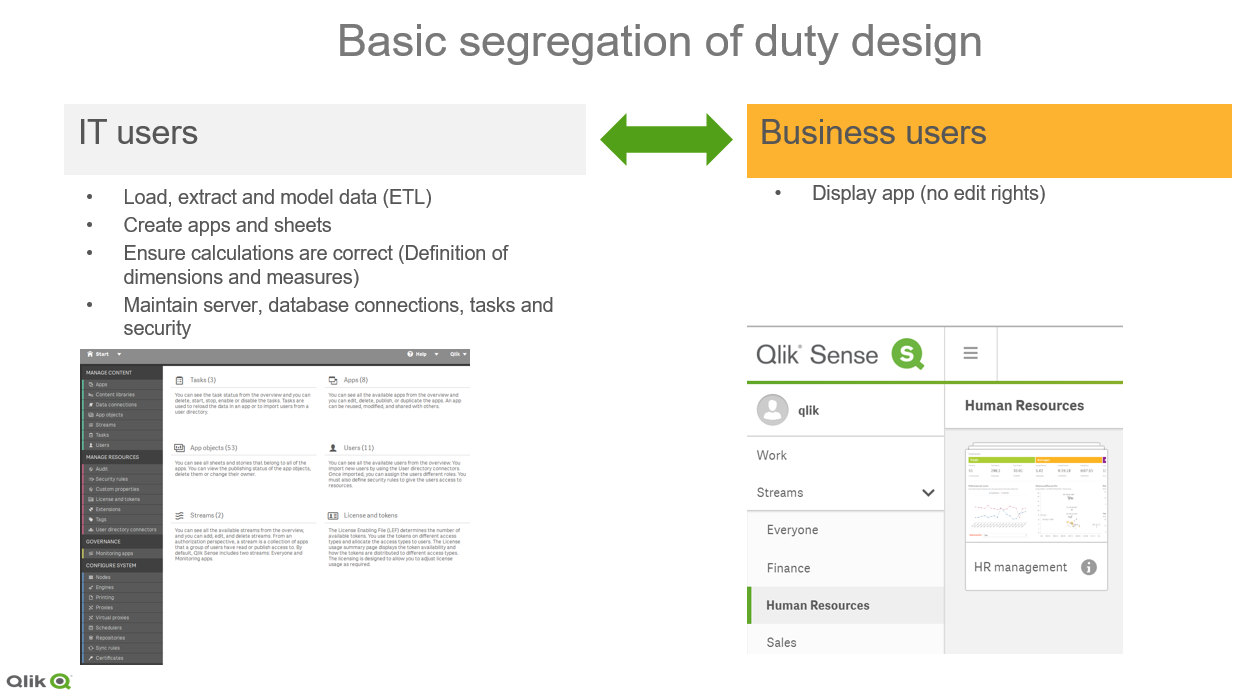 Basic segregation of duty design
IT users
• Load, extract and model data (ETL)
• Create apps and sheets
• Ensure calculations are correct (Definition of
dimensions and measures)
• Maintain server, database connections, tasks and
security
Start
Help
Qlik
MANAGE CONTENT
Apps
Content libraries
Data connections
App objects
Streams
Tasks
Users
MANAGE RESOURCES
Audit
Security rules
Custom properties
License and tokens
Extensions
Tags
User directory connectors
GOVERNANCE
Monitoring apps
CONFIGURE SYSTEM
Nodes
Engines
Printing
Proxies
Virtual proxies
Schedulers
Repositories
Sync rules
Certificates
Tasks (3)
You can see the task status from the overview and you can
delete, start, stop, enable or disable the tasks. Tasks are
used to reload the data in an app or to import users from a
user directory.
Apps (8)
You can see all the available apps from the overview and
you can edit, delete, publish, or duplicate the apps. An app
can be reused, modified, and shared with others.
App objects (53)
You can see all sheets and stories that belong to all of the
apps. You can view the publishing status of the app objects,
delete them or change their owner.
Users (11)
You can see all the available users from the overview. You
import new users by using the User directory connectors.
Once imported, you can assign the users different roles. You
must also define security rules to give the users access to
resources.
Streams (2)
You can see all the available streams from the overview,
and you can add, edit, and delete streams. From an
authorization perspective, a stream is a collection of apps
that a group of users have read or publish access to. By
default, Qlik Sense includes two streams: Everyone and
Monitoring apps.
License and tokens
The License Enabling File (LEF) determines the number of
available tokens. You use the tokens on different access
types and allocate the access types to users. The License
usage summary page displays the token availability and
how the tokens are distributed to different access types.
The licensing is designed to allow you to adjust license
usage as required.
Business users
• Display app (no edit rights)
Qlik Sense
qlik
Work
Streams
Everyone
Finance
Human Resources
Sales
Human Resources
HR management
Qlik